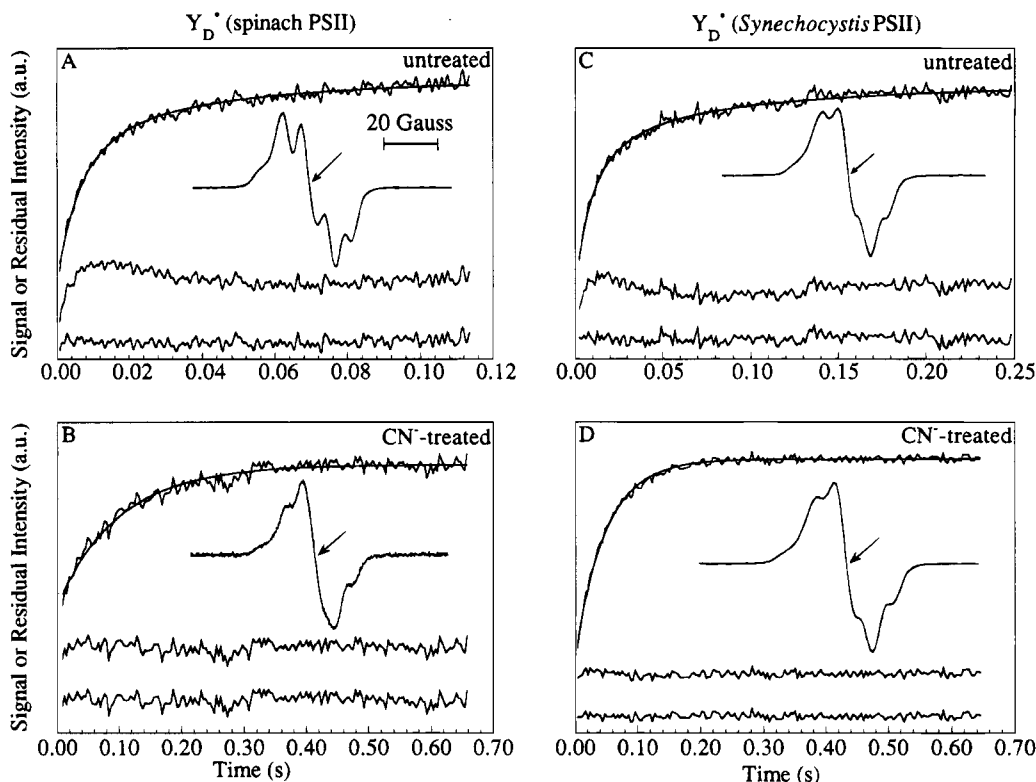 Y_D^• (spinach PSII)
Y_D^• (Synechocystis PSII)
Signal or Residual Intensity (a.u.)
A
untreated
20 Gauss
0.00 0.02 0.04 0.06 0.08 0.10 0.12
C
untreated
0.00 0.05 0.10 0.15 0.20 0.25
Signal or Residual Intensity (a.u.)
B
CN⁻-treated
0.00 0.10 0.20 0.30 0.40 0.50 0.60 0.70
Time (s)
D
CN⁻-treated
0.00 0.10 0.20 0.30 0.40 0.50 0.60 0.70
Time (s)